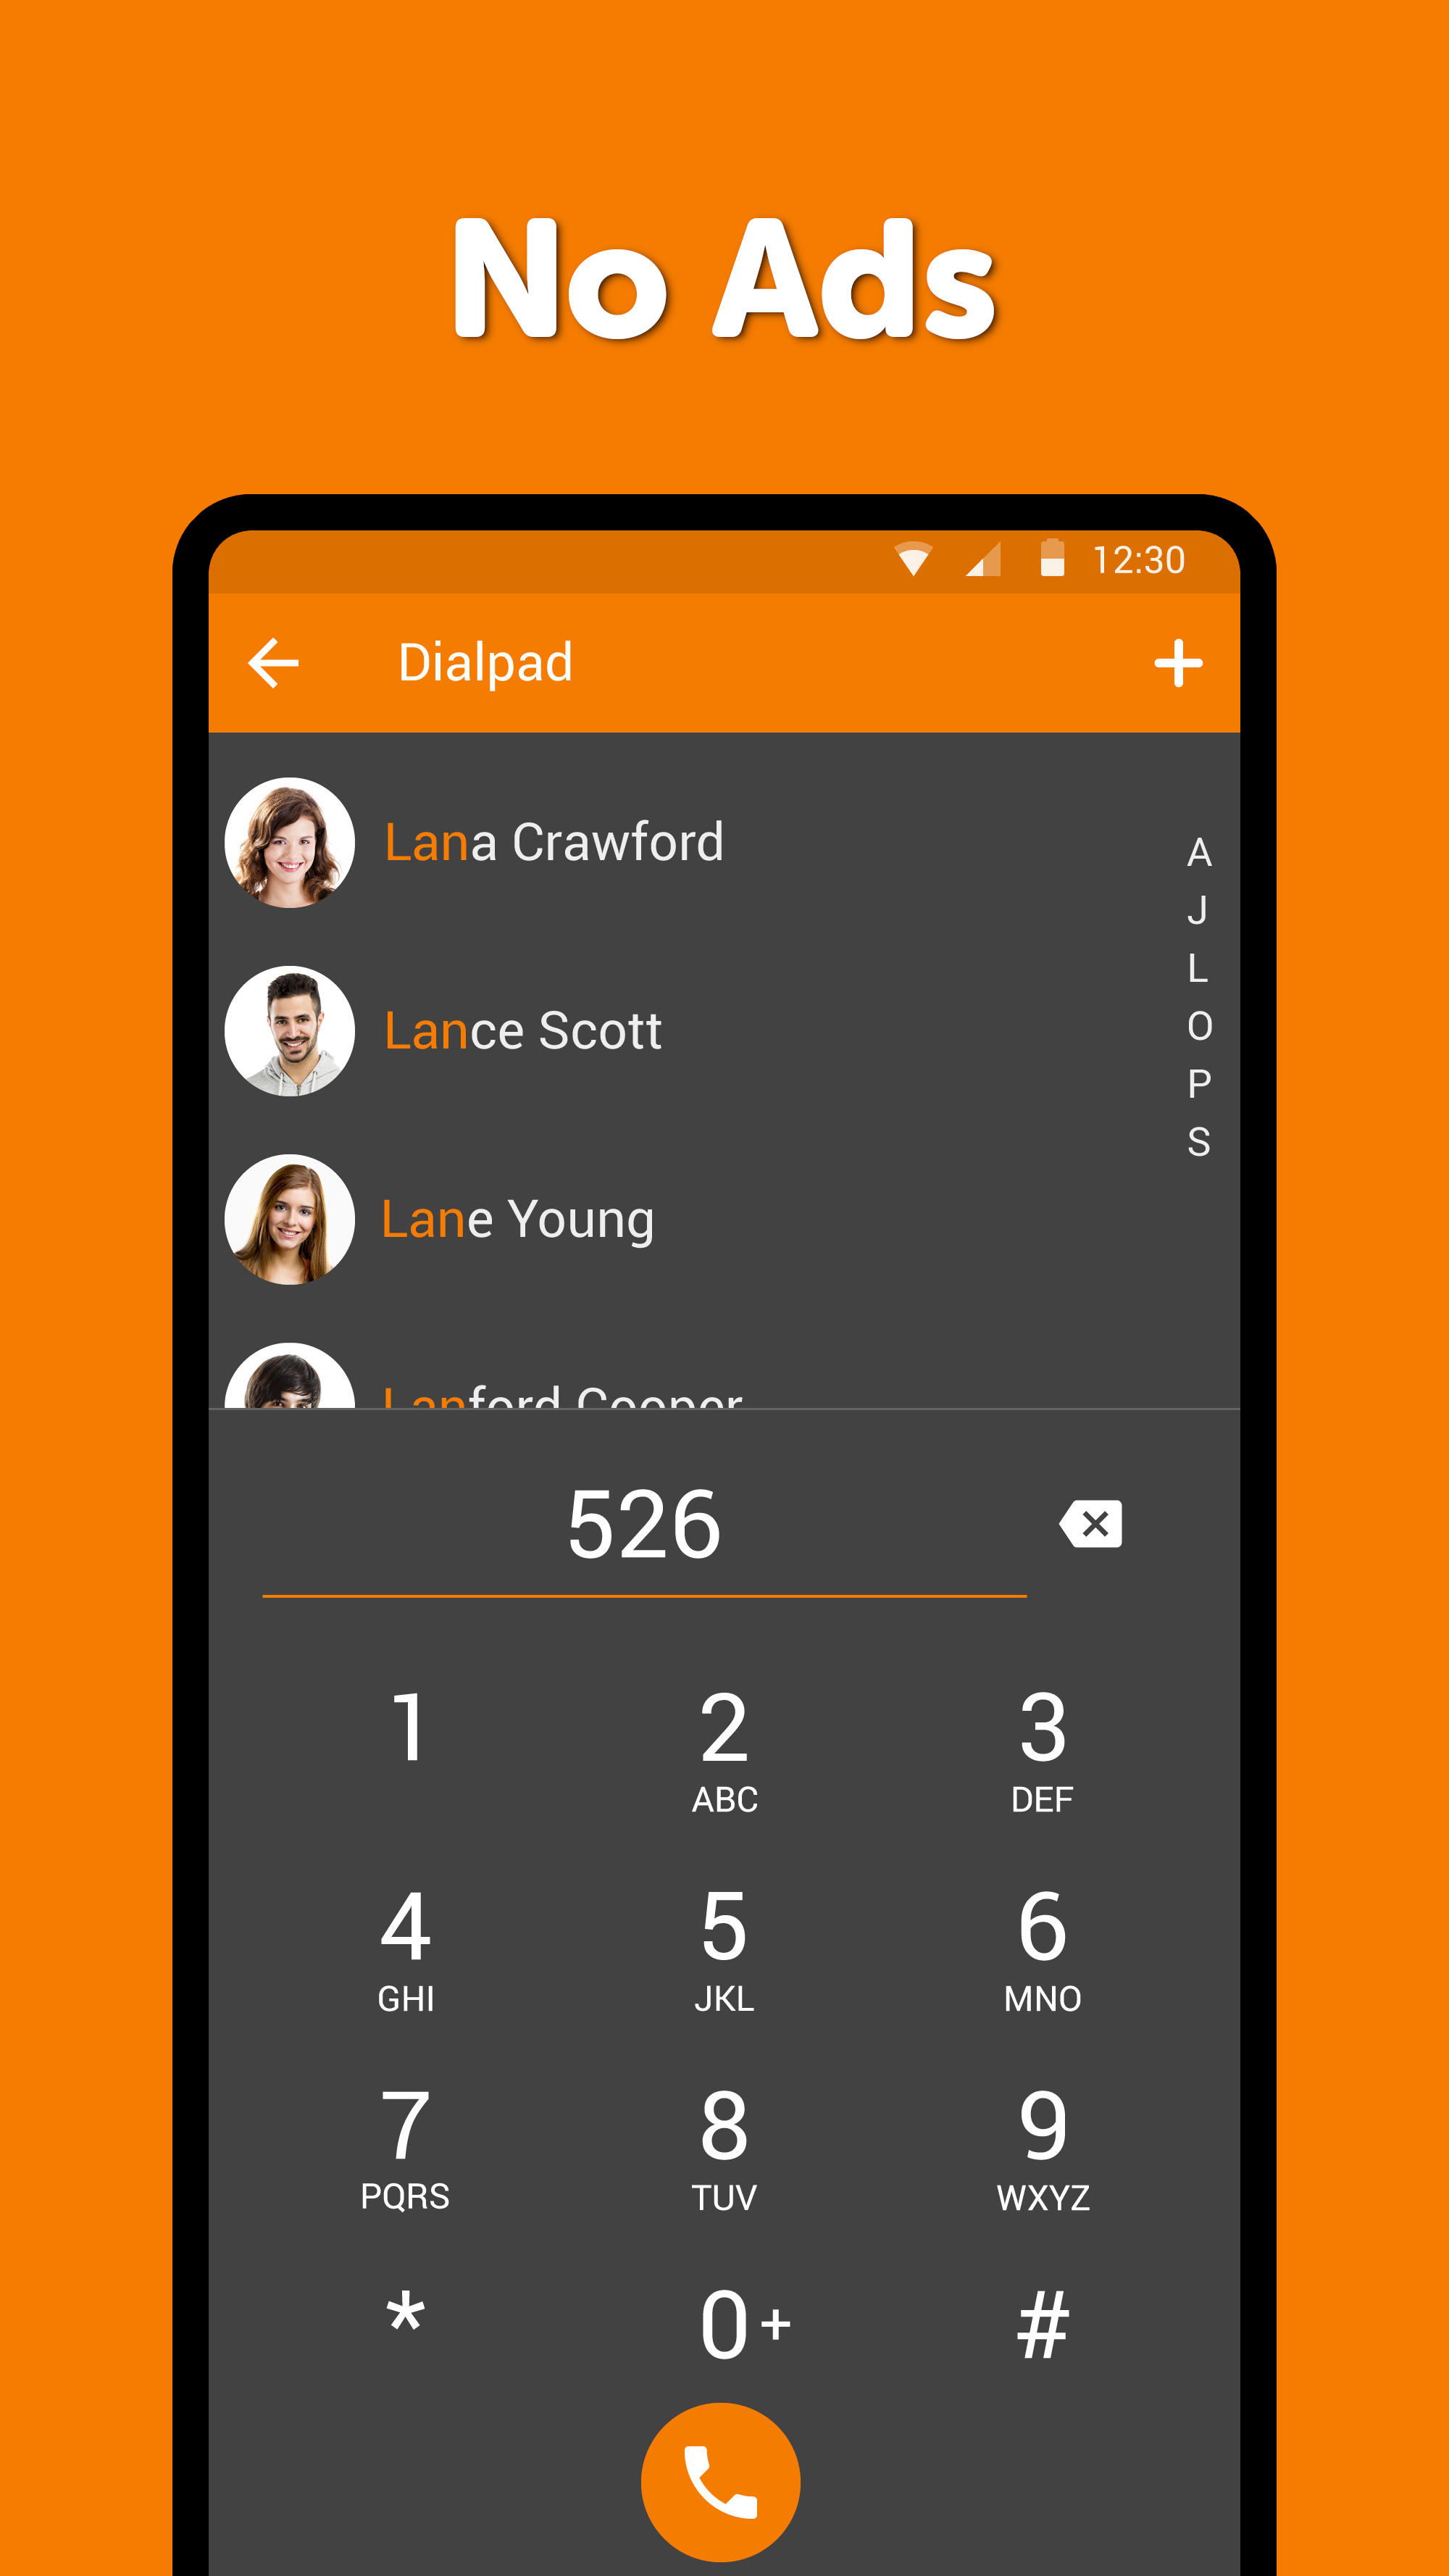 No Ads
12:30
Dialpad
Lana Crawford
Lance Scott
Lane Young
Lanford Cooper
A
J
L
O
P
S
526
1 2 3
ABC DEF
4 5 6
GHI JKL MNO
7 8 9
PQRS TUV WXYZ
* 0+ #